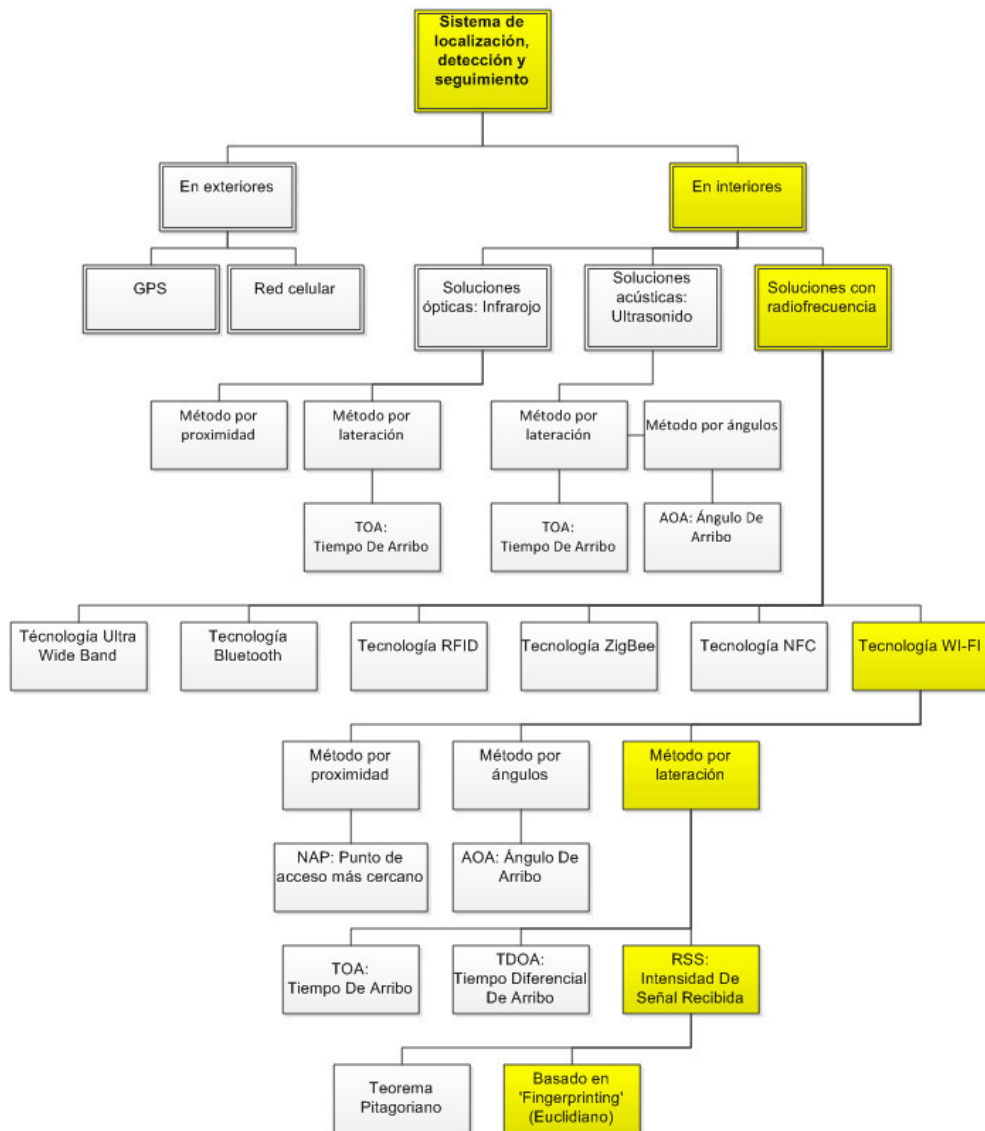 Sistema de
localización,
detección y
seguimiento
En exteriores
En interiores
GPS
Red celular
Soluciones
ópticas: Infrarojo
Soluciones
acústicas:
Ultrasonido
Soluciones con
radiofrecuencia
Método por
proximidad
Método por
lateración
Método por
lateración
Método por ángulos
TOA:
Tiempo De Arribo
TOA:
Tiempo De Arribo
AOA: Ángulo De
Arribo
Técnología Ultra
Wide Band
Tecnología
Bluetooth
Tecnología RFID
Tecnología ZigBee
Tecnología NFC
Tecnología WI-FI
Método por
proximidad
Método por
ángulos
Método por
lateración
NAP: Punto de
acceso más cercano
AOA: Ángulo De
Arribo
TOA:
Tiempo De Arribo
TDOA:
Tiempo Diferencial
De Arribo
RSS:
Intensidad De
Señal Recibida
Teorema
Pitagoriano
Basado en
'Fingerprinting'
(Euclidiano)